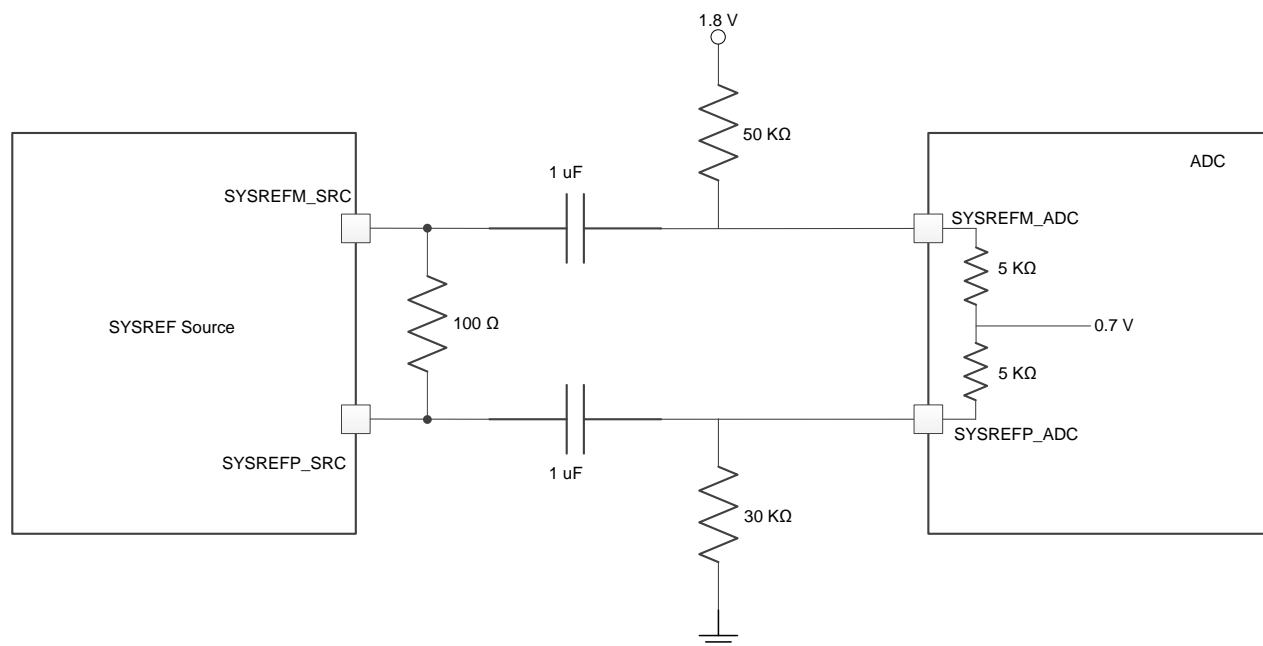 1.8 V
50 KΩ
ADC
1 uF
SYSREFM_SRC
SYSREFM_ADC
5 KΩ
SYSREF Source
100 Ω
0.7 V
5 KΩ
SYSREFP_ADC
SYSREFP_SRC
1 uF
30 KΩ